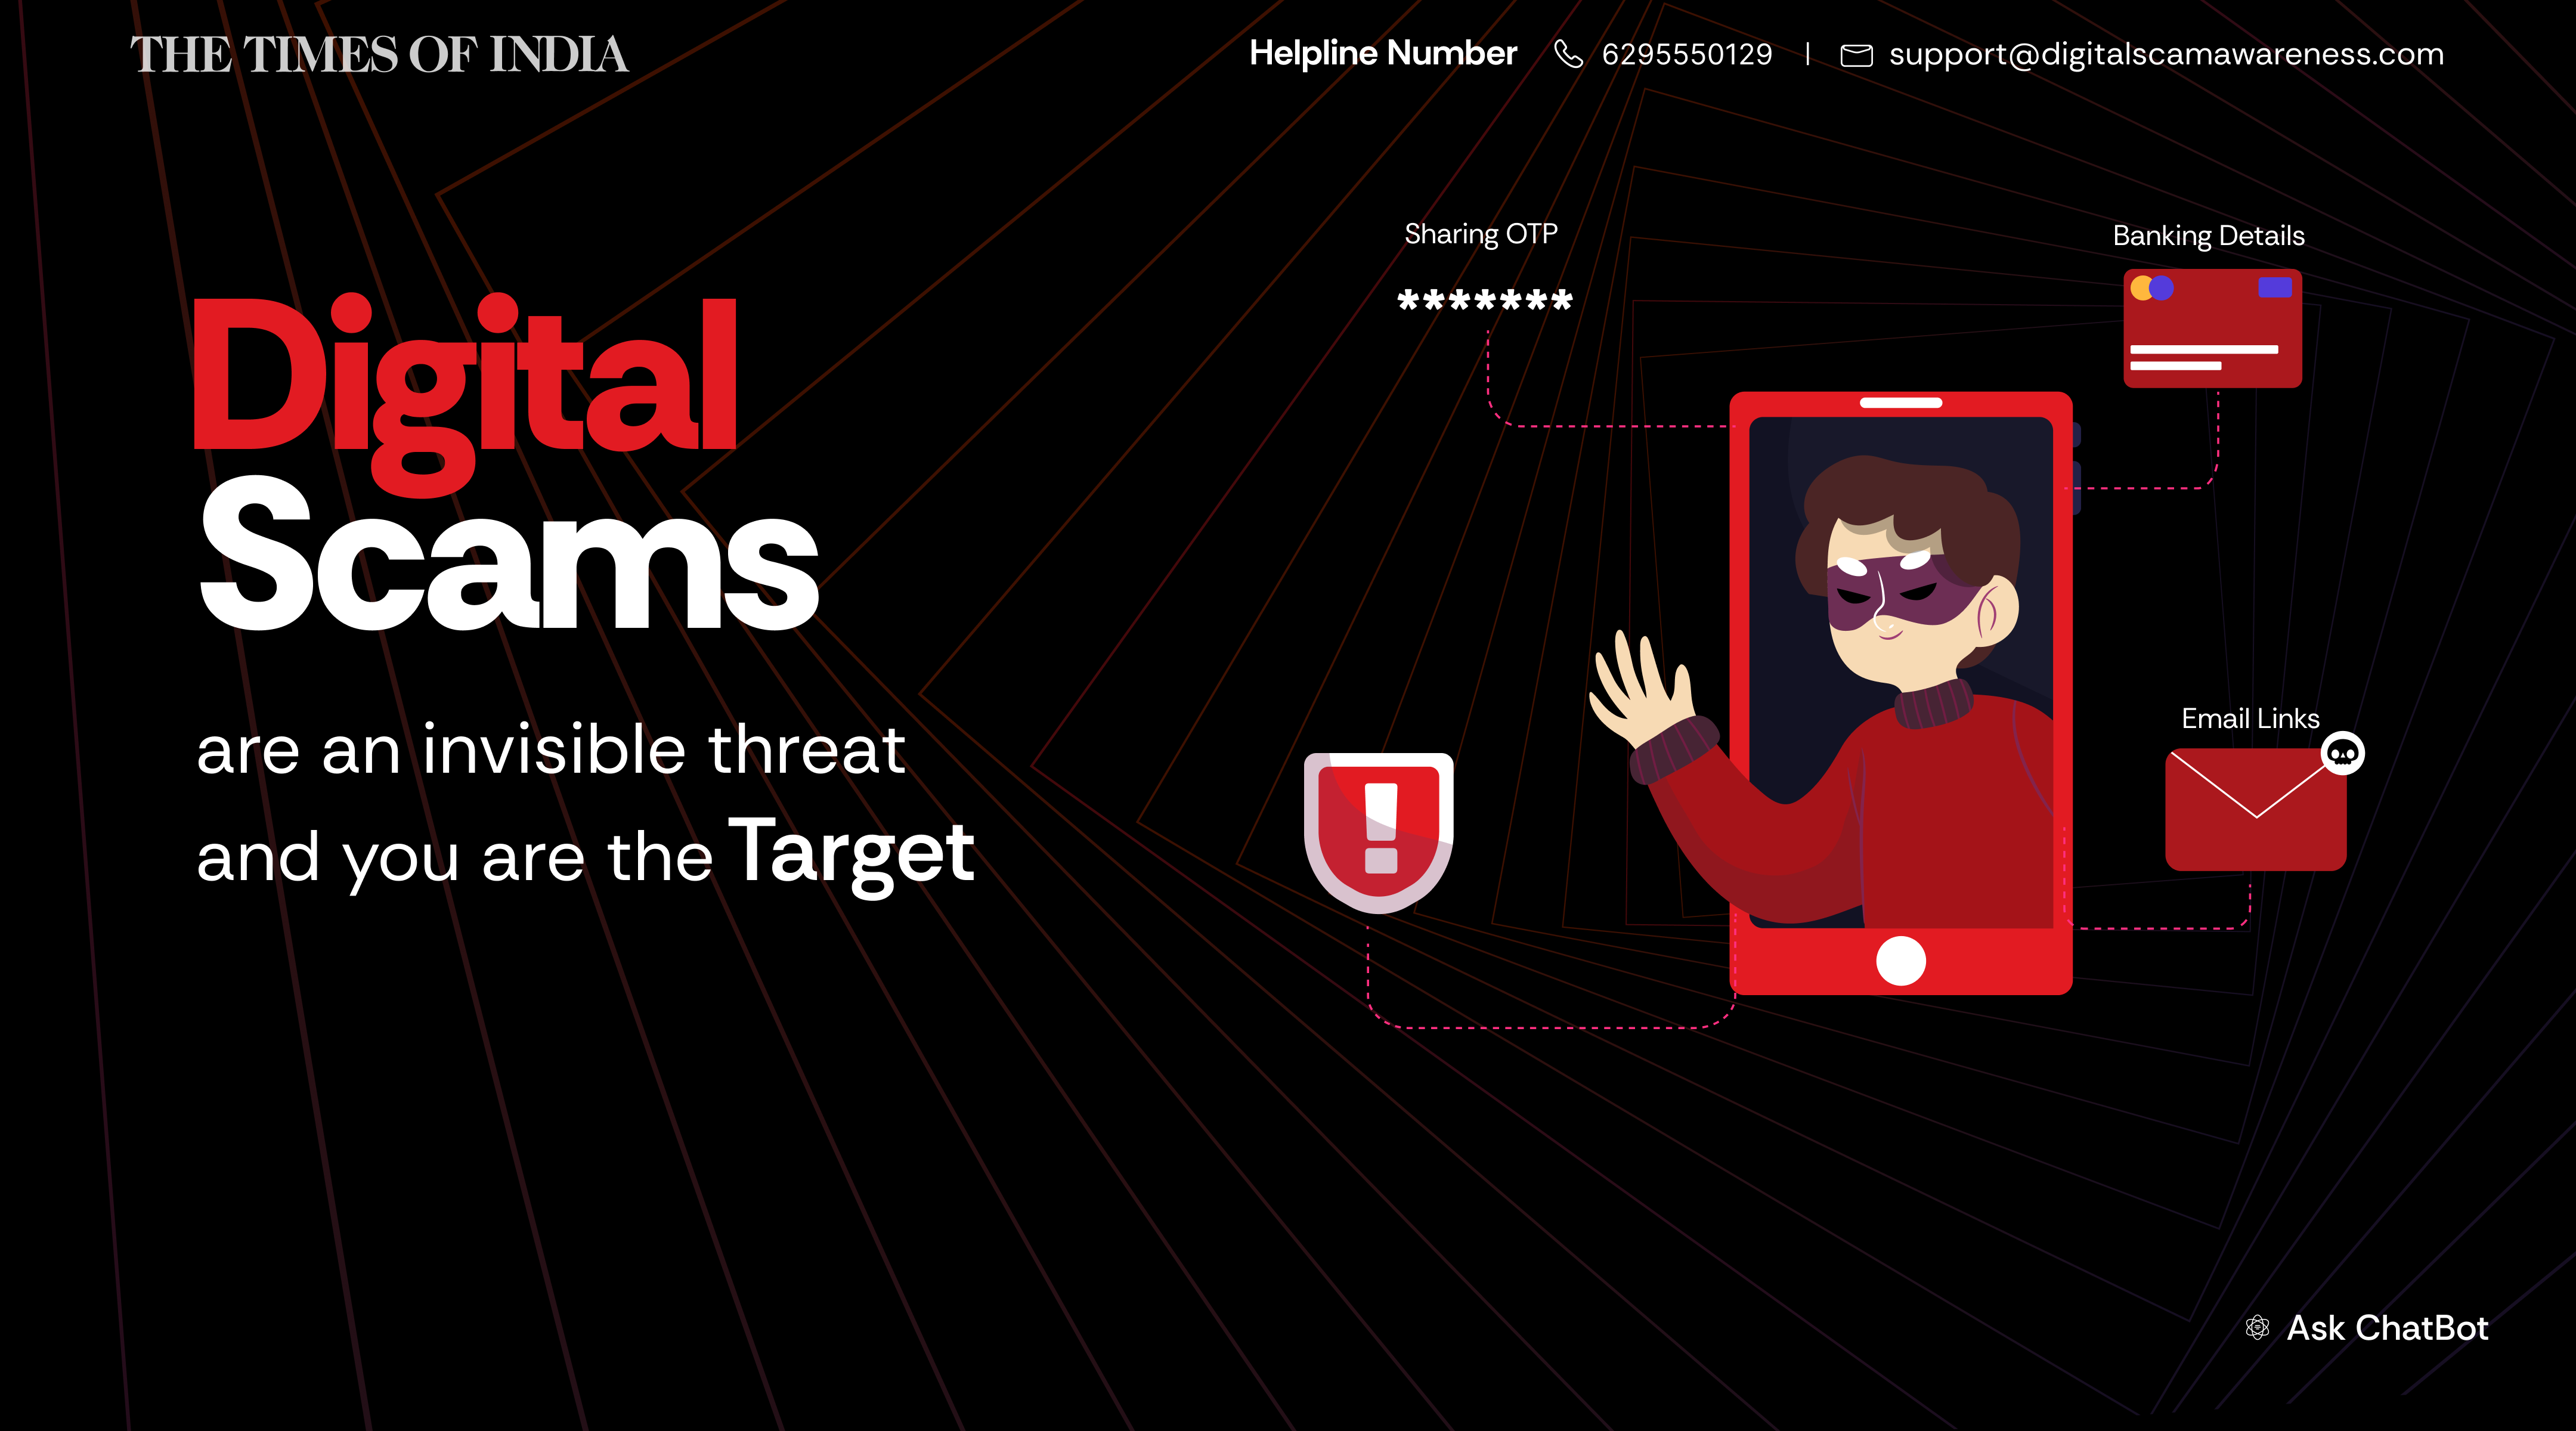 THE TIMES OF INDIA
Helpline Number 6295550129 | support@digitalscamawareness.com
Sharing OTP
*******
Banking Details
Digital
Scams
are an invisible threat
and you are the Target
Email Links
Ask ChatBot